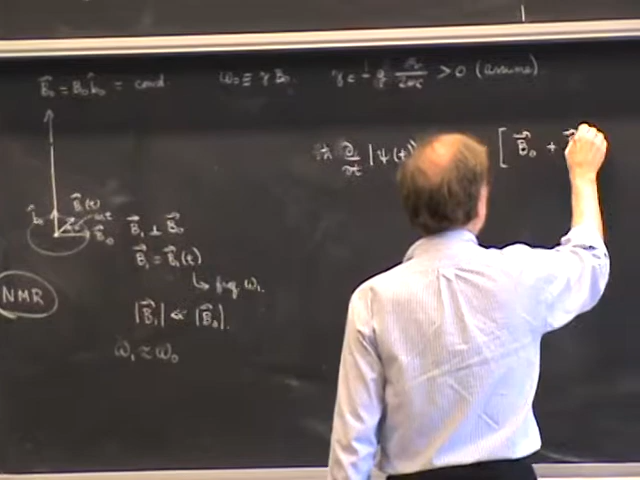 B⃗₀ = B₀ b̂₀ = const
ω₀ ≡ γ B₀
> 0 (assume)
iħ ∂/∂t |ψ(t)
[ B⃗₀ +
B⃗₁(t)
ω₁t
B⃗₁ ⊥ B⃗₀
B⃗₁ = B⃗₁(t)
↳ freq ω₁.
NMR
|B⃗₁| ≪ |B⃗₀|.
ω₁ ≈ ω₀